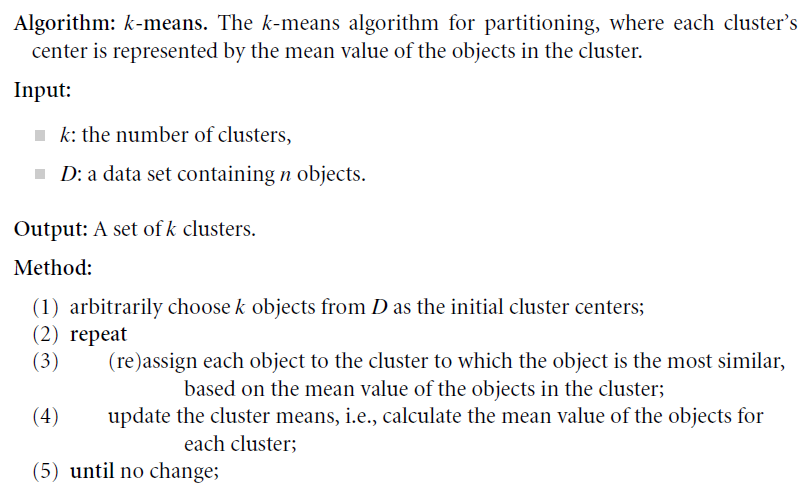 Algorithm: k-means. The k-means algorithm for partitioning, where each cluster's
center is represented by the mean value of the objects in the cluster.
Input:
k: the number of clusters,
D: a data set containing n objects.
Output: A set of k clusters.
Method:
(1) arbitrarily choose k objects from D as the initial cluster centers;
(2) repeat
(3) (re)assign each object to the cluster to which the object is the most similar,
based on the mean value of the objects in the cluster;
(4) update the cluster means, i.e., calculate the mean value of the objects for
each cluster;
(5) until no change;